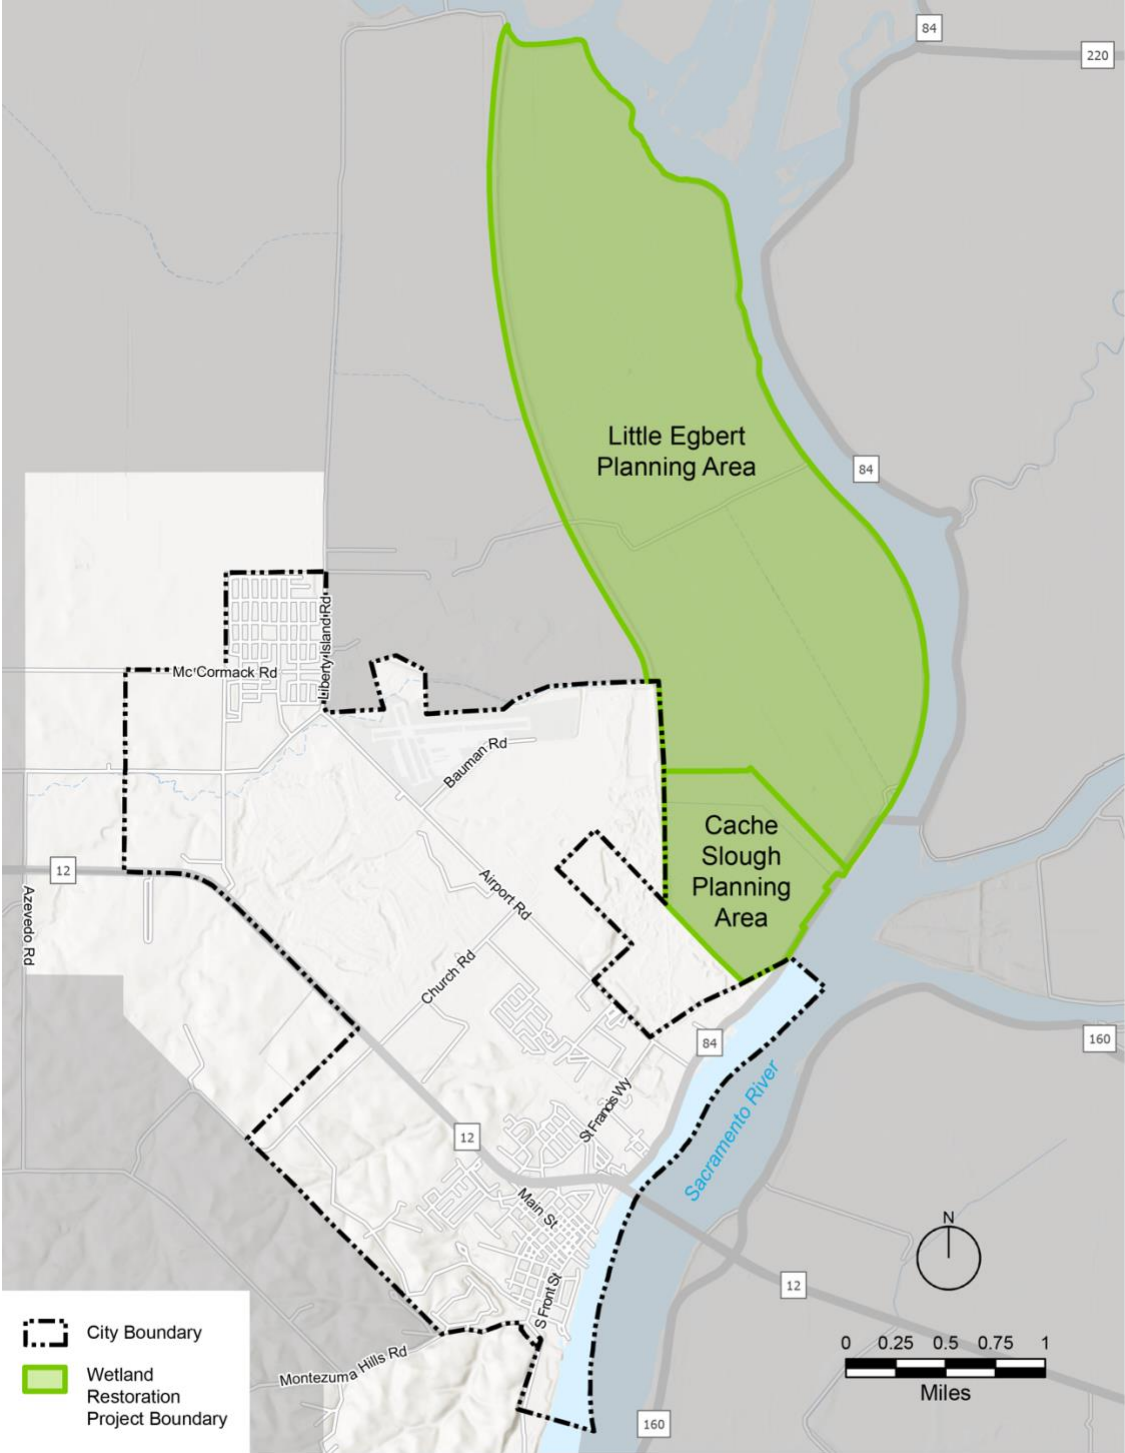 84
220
Little Egbert
Planning Area
84
Liberty Island Rd
McCormack Rd
Bauman Rd
Cache
Slough
Planning
Area
12
Azevedo Rd
Airport Rd
Church Rd
84
160
Sacramento River
St Francis Wy
12
Main St
N
12
S Front St
0 0.25 0.5 0.75 1
Miles
City Boundary
Montezuma Hills Rd
Wetland
Restoration
Project Boundary
160